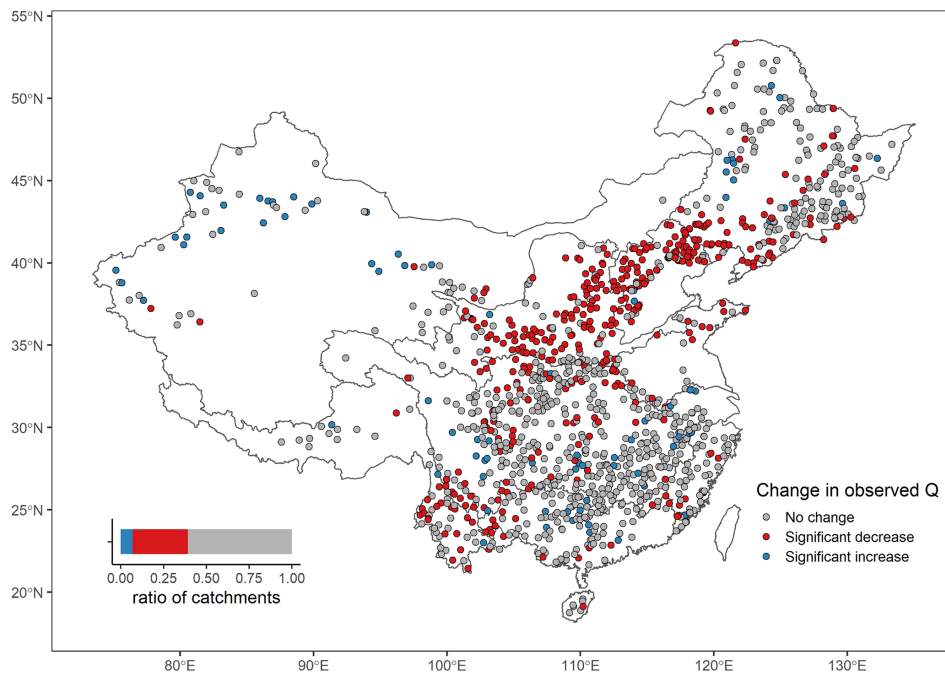 55°N
50°N
45°N
40°N
35°N
30°N
25°N
20°N
Change in observed Q
No change
Significant decrease
Significant increase
0.00 0.25 0.50 0.75 1.00
ratio of catchments
80°E 90°E 100°E 110°E 120°E 130°E